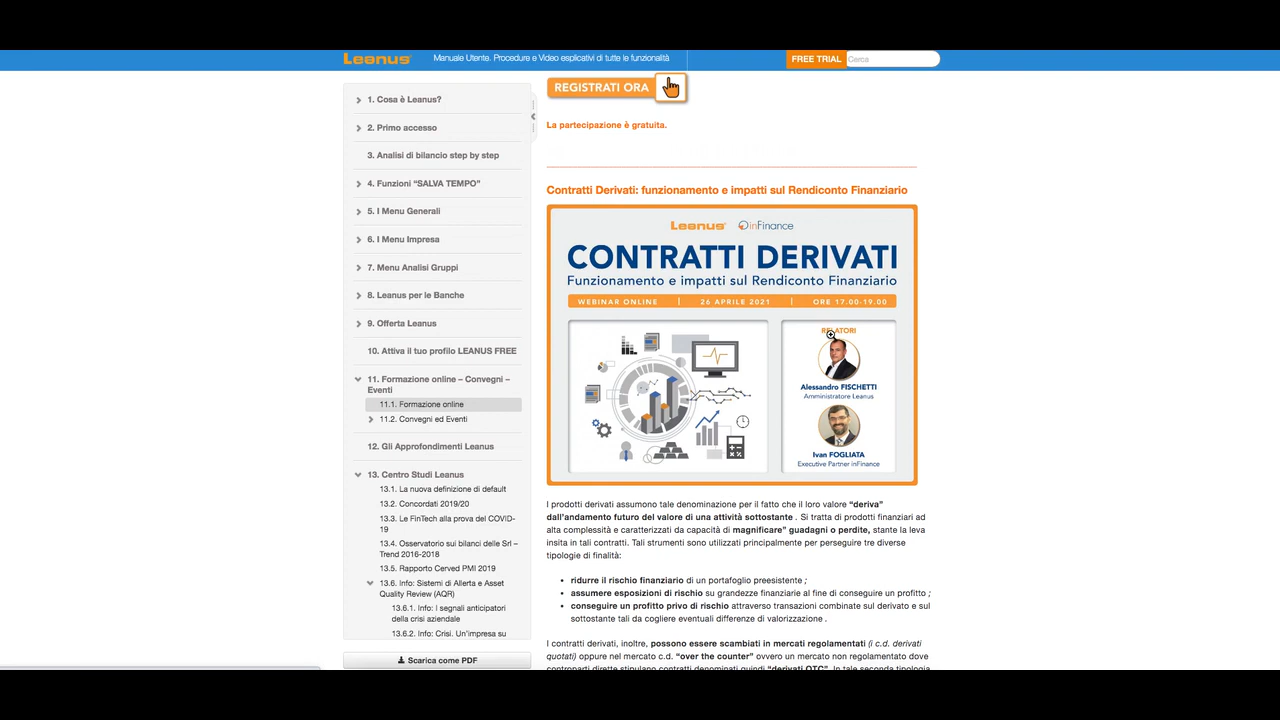 Leanus
Manuale Utente. Procedure e Video esplicativi di tutte le funzionalità
FREE TRIAL
Cerca
1. Cosa è Leanus?
2. Primo accesso
3. Analisi di bilancio step by step
4. Funzioni “SALVA TEMPO”
5. I Menu Generali
6. I Menu Impresa
7. Menu Analisi Gruppi
8. Leanus per le Banche
9. Offerta Leanus
10. Attiva il tuo profilo LEANUS FREE
11. Formazione online – Convegni –
Eventi
11.1. Formazione online
11.2. Convegni ed Eventi
12. Gli Approfondimenti Leanus
13. Centro Studi Leanus
13.1. La nuova definizione di default
13.2. Concordati 2019/20
13.3. Le FinTech alla prova del COVID-
19
13.4. Osservatorio sui bilanci delle Srl –
Trend 2016-2018
13.5. Rapporto Cerved PMI 2019
13.6. Info: Sistemi di Allerta e Asset
Quality Review (AQR)
13.6.1. Info: I segnali anticipatori
della crisi aziendale
13.6.2. Info: Crisi. Un’impresa su
Scarica come PDF
REGISTRATI ORA
La partecipazione è gratuita.
Contratti Derivati: funzionamento e impatti sul Rendiconto Finanziario
Leanus inFinance
CONTRATTI DERIVATI
Funzionamento e impatti sul Rendiconto Finanziario
WEBINAR ONLINE | 26 APRILE 2021 | ORE 17.00-19.00
RELATORI
Alessandro FISCHETTI
Amministratore Leanus
Ivan FOGLIATA
Executive Partner inFinance
I prodotti derivati assumono tale denominazione per il fatto che il loro valore “deriva”
dall’andamento futuro del valore di una attività sottostante . Si tratta di prodotti finanziari ad
alta complessità e caratterizzati da capacità di magnificare” guadagni o perdite, stante la leva
insita in tali contratti. Tali strumenti sono utilizzati principalmente per perseguire tre diverse
tipologie di finalità:
ridurre il rischio finanziario di un portafoglio preesistente ;
assumere esposizioni di rischio su grandezze finanziarie al fine di conseguire un profitto ;
conseguire un profitto privo di rischio attraverso transazioni combinate sul derivato e sul
sottostante tali da cogliere eventuali differenze di valorizzazione .
I contratti derivati, inoltre, possono essere scambiati in mercati regolamentati (i c.d. derivati
quotati) oppure nel mercato c.d. “over the counter” ovvero un mercato non regolamentato dove
controparti dirette stipulano contratti denominati quindi “derivati OTC”. In tale seconda tipologia